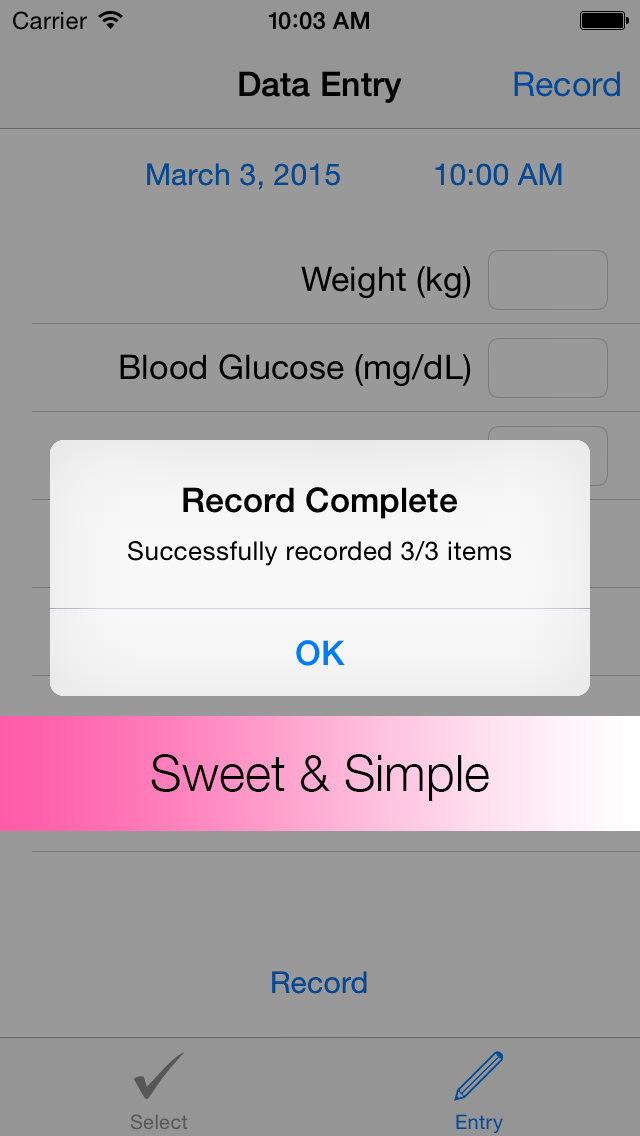 Carrier 10:03 AM
Data Entry Record
March 3, 2015 10:00 AM
Weight (kg)
Blood Glucose (mg/dL)
Record Complete
Successfully recorded 3/3 items
OK
Sweet & Simple
Record
Select Entry